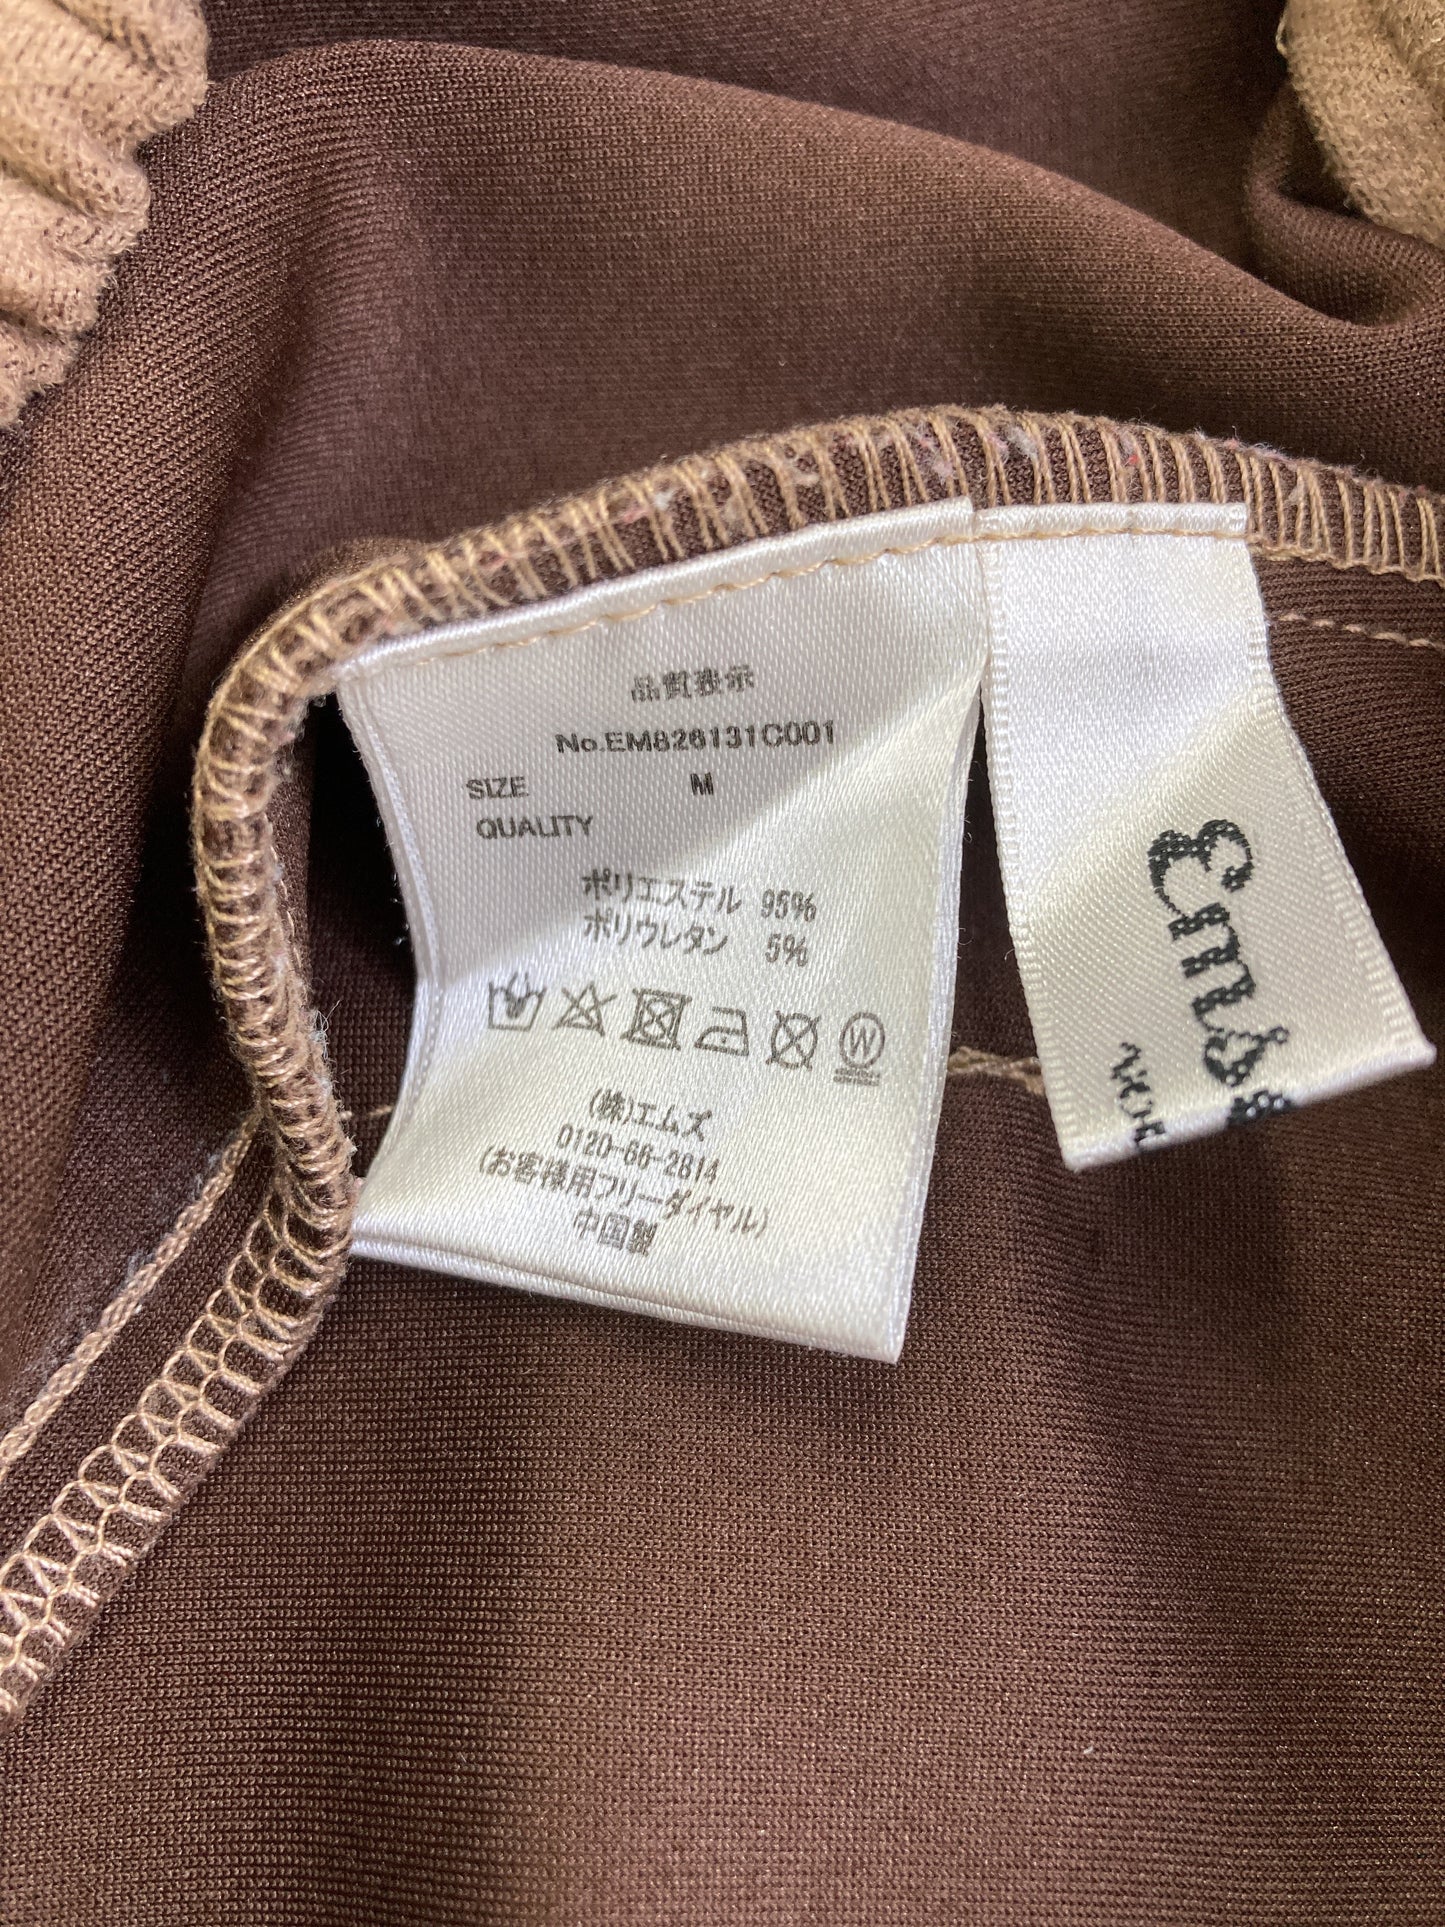 品質表示
No.EM826131C001
SIZE M
QUALITY
ポリエステル 95%
ポリウレタン 5%
W
(株)エムズ
0120-66-2814
(お客様用フリーダイヤル)
中国製